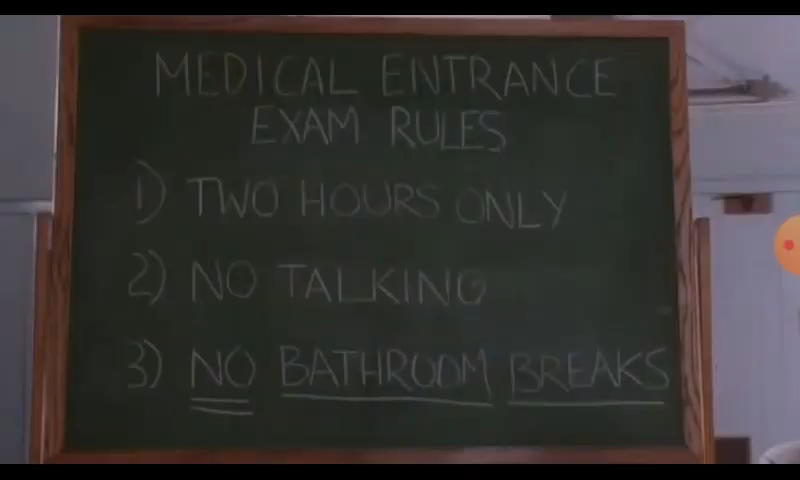 MEDICAL ENTRANCE
EXAM RULES
1) TWO HOURS ONLY
2) NO TALKING
3) NO BATHROOM BREAKS